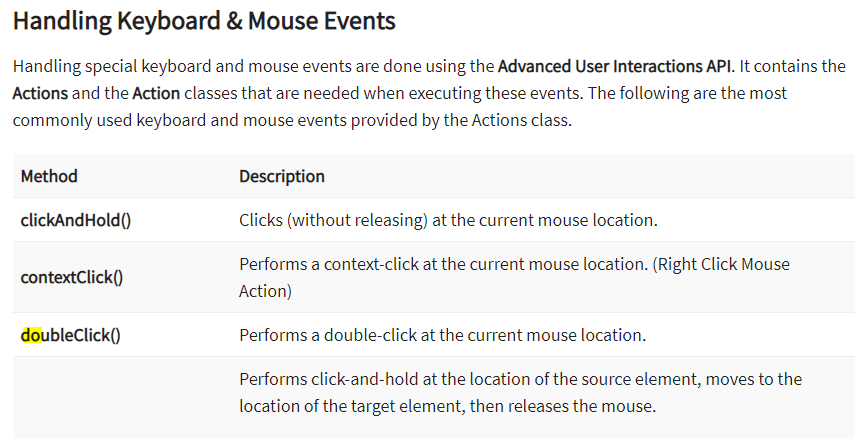 Handling Keyboard & Mouse Events
Handling special keyboard and mouse events are done using the Advanced User Interactions API. It contains the
Actions and the Action classes that are needed when executing these events. The following are the most
commonly used keyboard and mouse events provided by the Actions class.
Method Description
clickAndHold() Clicks (without releasing) at the current mouse location.
contextClick() Performs a context-click at the current mouse location. (Right Click Mouse
Action)
doubleClick() Performs a double-click at the current mouse location.
Performs click-and-hold at the location of the source element, moves to the
location of the target element, then releases the mouse.